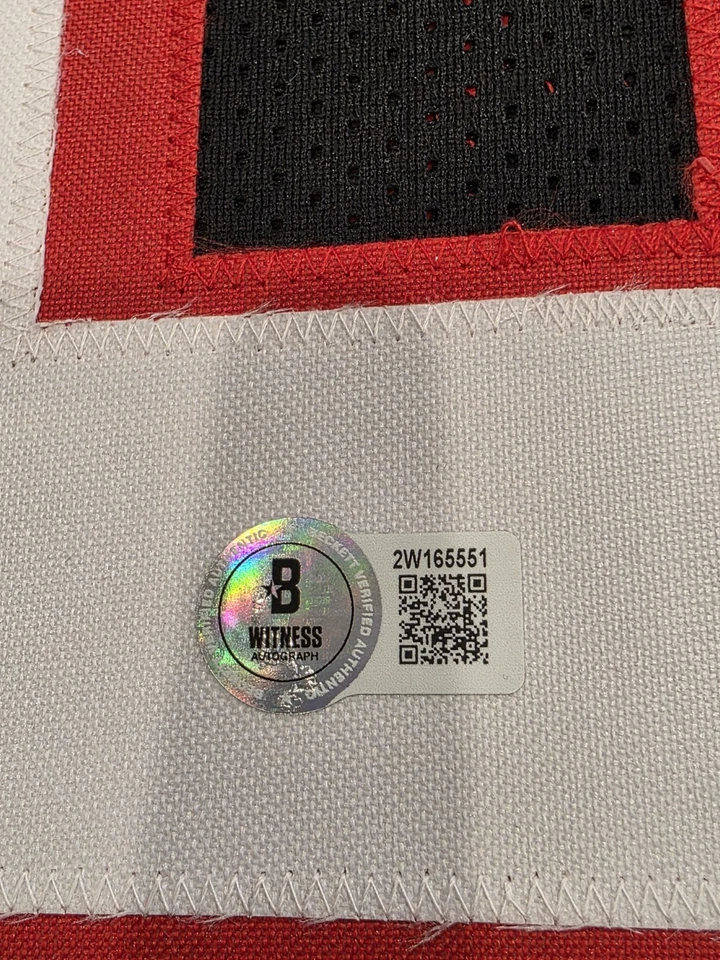 BECKETT VERIFIED AUTHENTIC
B
WITNESS
AUTOGRAPH
2W165551